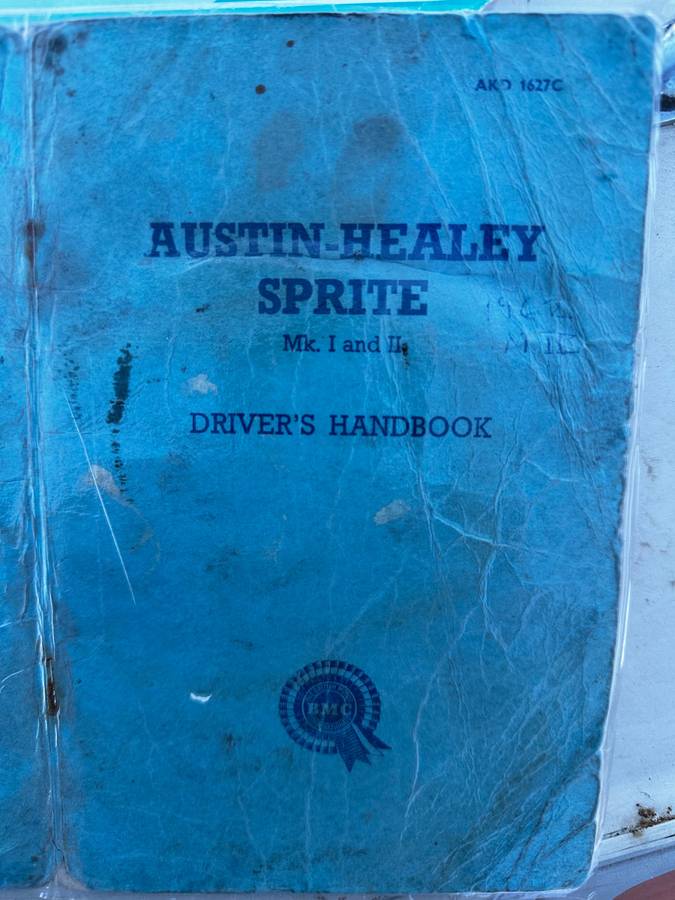 AKD 1627C
AUSTIN-HEALEY
SPRITE
Mk. I and II
DRIVER'S HANDBOOK
BMC